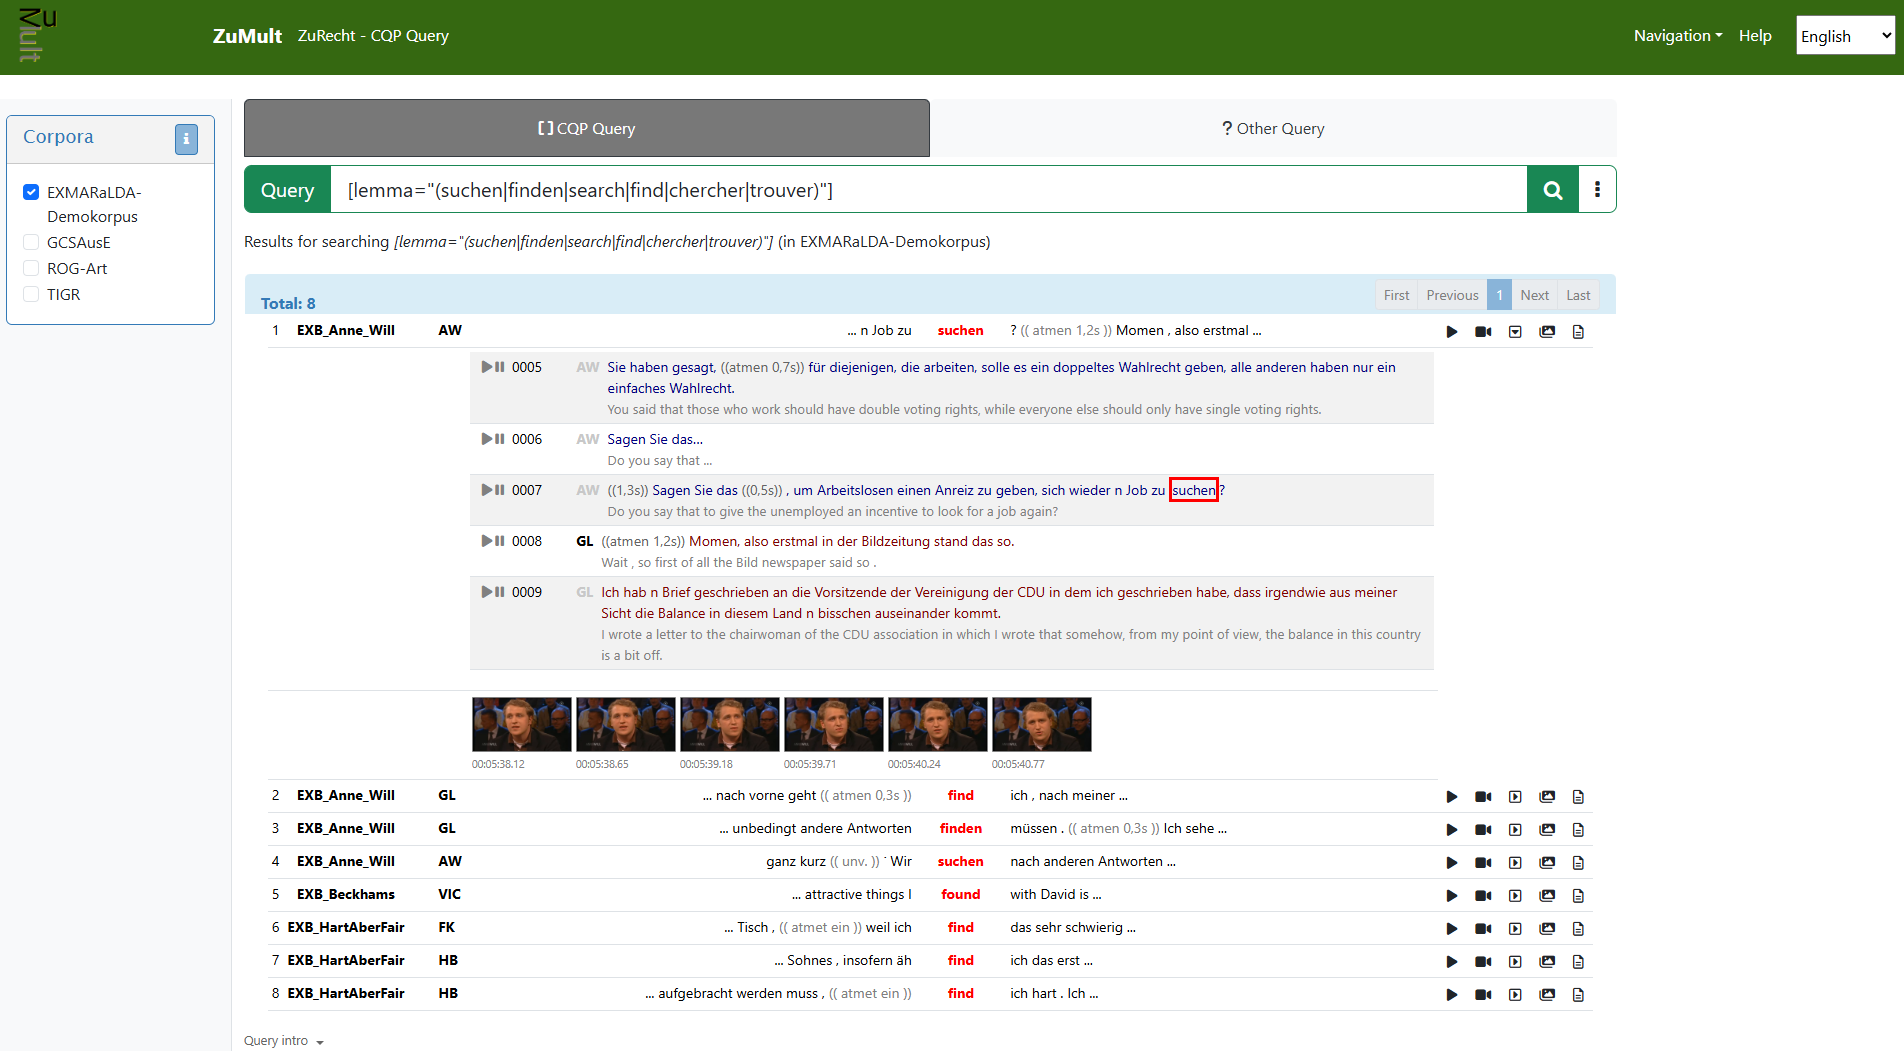 Zu
Mult
ZuMult ZuRecht - CQP Query Navigation Help English
Corpora i
EXMARaLDA-
Demokorpus
GCSAusE
ROG-Art
TIGR
[] CQP Query ? Other Query
Query [lemma="(suchen|finden|search|find|chercher|trouver)"]
Results for searching [lemma="(suchen|finden|search|find|chercher|trouver)"] (in EXMARaLDA-Demokorpus)
Total: 8 First Previous 1 Next Last
1 EXB_Anne_Will AW ... n Job zu suchen ? (( atmen 1,2s )) Momen , also erstmal ...
0005 AW Sie haben gesagt, ((atmen 0,7s)) für diejenigen, die arbeiten, solle es ein doppeltes Wahlrecht geben, alle anderen haben nur ein
einfaches Wahlrecht.
You said that those who work should have double voting rights, while everyone else should only have single voting rights.
0006 AW Sagen Sie das...
Do you say that ...
0007 AW ((1,3s)) Sagen Sie das ((0,5s)) , um Arbeitslosen einen Anreiz zu geben, sich wieder n Job zu suchen ?
Do you say that to give the unemployed an incentive to look for a job again?
0008 GL ((atmen 1,2s)) Momen, also erstmal in der Bildzeitung stand das so.
Wait , so first of all the Bild newspaper said so .
0009 GL Ich hab n Brief geschrieben an die Vorsitzende der Vereinigung der CDU in dem ich geschrieben habe, dass irgendwie aus meiner
Sicht die Balance in diesem Land n bisschen auseinander kommt.
I wrote a letter to the chairwoman of the CDU association in which I wrote that somehow, from my point of view, the balance in this country
is a bit off.
00:05:38.12 00:05:38.65 00:05:39.18 00:05:39.71 00:05:40.24 00:05:40.77
2 EXB_Anne_Will GL ... nach vorne geht (( atmen 0,3s )) find ich , nach meiner ...
3 EXB_Anne_Will GL ... unbedingt andere Antworten finden müssen . (( atmen 0,3s )) Ich sehe ...
4 EXB_Anne_Will AW ganz kurz (( unv. )) ˙ Wir suchen nach anderen Antworten ...
5 EXB_Beckhams VIC ... attractive things I found with David is ...
6 EXB_HartAberFair FK ... Tisch , (( atmet ein )) weil ich find das sehr schwierig ...
7 EXB_HartAberFair HB ... Sohnes , insofern äh find ich das erst ...
8 EXB_HartAberFair HB ... aufgebracht werden muss , (( atmet ein )) find ich hart . Ich ...
Query intro